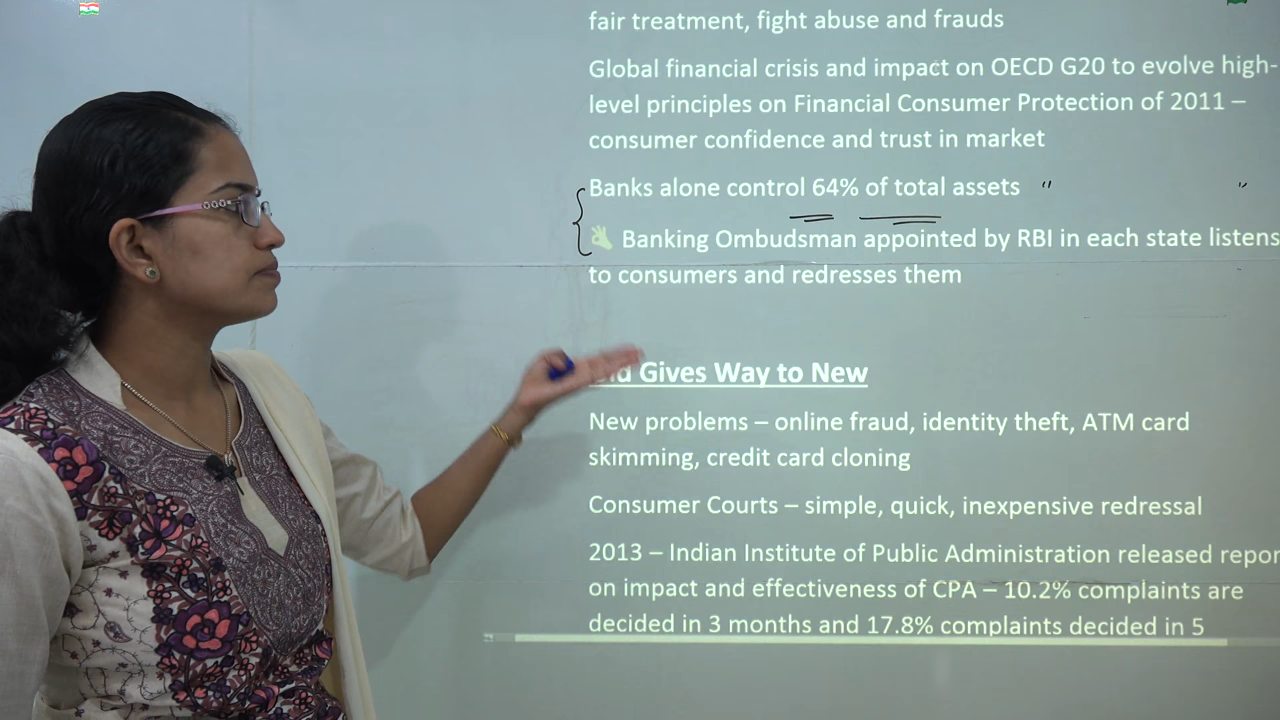 fair treatment, fight abuse and frauds
Global financial crisis and impact on OECD G20 to evolve high-
level principles on Financial Consumer Protection of 2011 –
consumer confidence and trust in market
Banks alone control 64% of total assets
Banking Ombudsman appointed by RBI in each state listens
to consumers and redresses them
Gives Way to New
New problems – online fraud, identity theft, ATM card
skimming, credit card cloning
Consumer Courts – simple, quick, inexpensive redressal
2013 – Indian Institute of Public Administration released repor
on impact and effectiveness of CPA – 10.2% complaints are
decided in 3 months and 17.8% complaints decided in 5